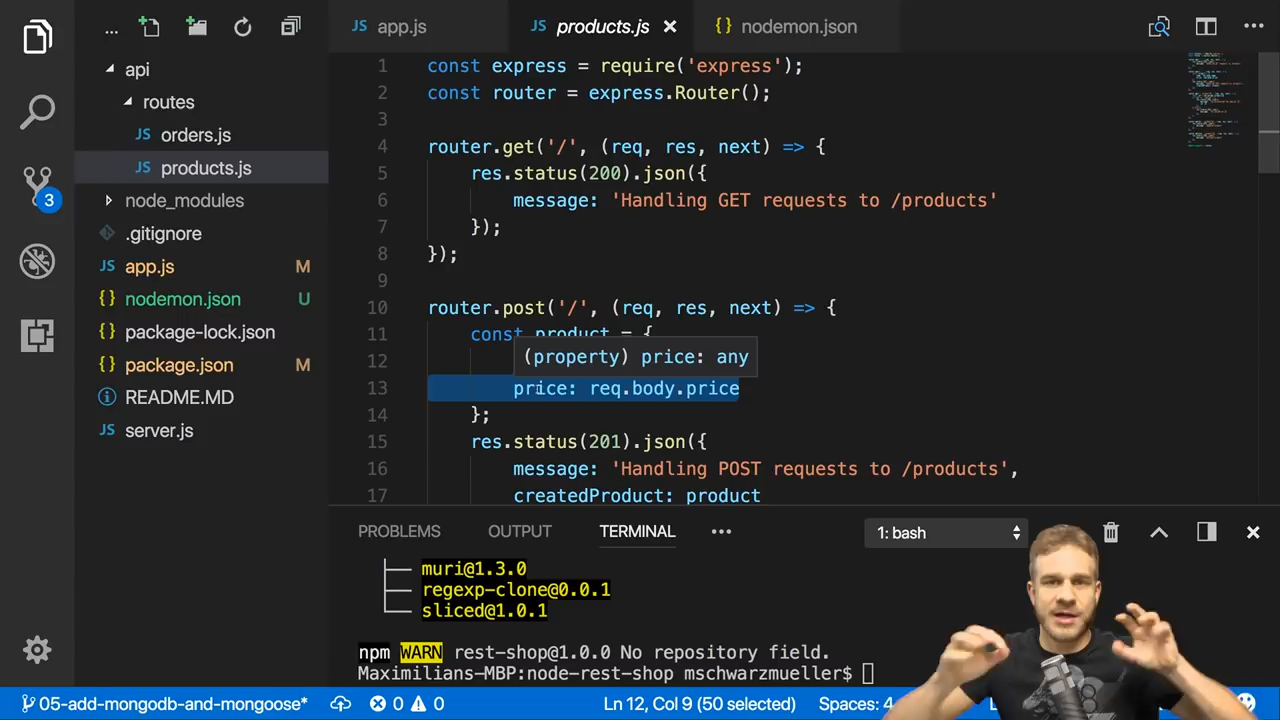 ...
JS app.js
JS products.js
{} nodemon.json
...
api
routes
JS orders.js
JS products.js
node_modules
.gitignore
JS app.js M
{} nodemon.json U
{} package-lock.json
{} package.json M
README.MD
JS server.js
3
1 const express = require('express');
2 const router = express.Router();
3
4 router.get('/', (req, res, next) => {
5 res.status(200).json({
6 message: 'Handling GET requests to /products'
7 });
8 });
9
10 router.post('/', (req, res, next) => {
11 const product = {
12
(property) price: any
13 price: req.body.price
14 };
15 res.status(201).json({
16 message: 'Handling POST requests to /products',
17 createdProduct: product
PROBLEMS OUTPUT TERMINAL ... 1: bash
├── muri@1.3.0
├── regexp-clone@0.0.1
└── sliced@1.0.1
npm WARN rest-shop@1.0.0 No repository field.
Maximilians-MBP:node-rest-shop mschwarzmueller$
05-add-mongodb-and-mongoose* 0 0 Ln 12, Col 9 (50 selected) Spaces: 4